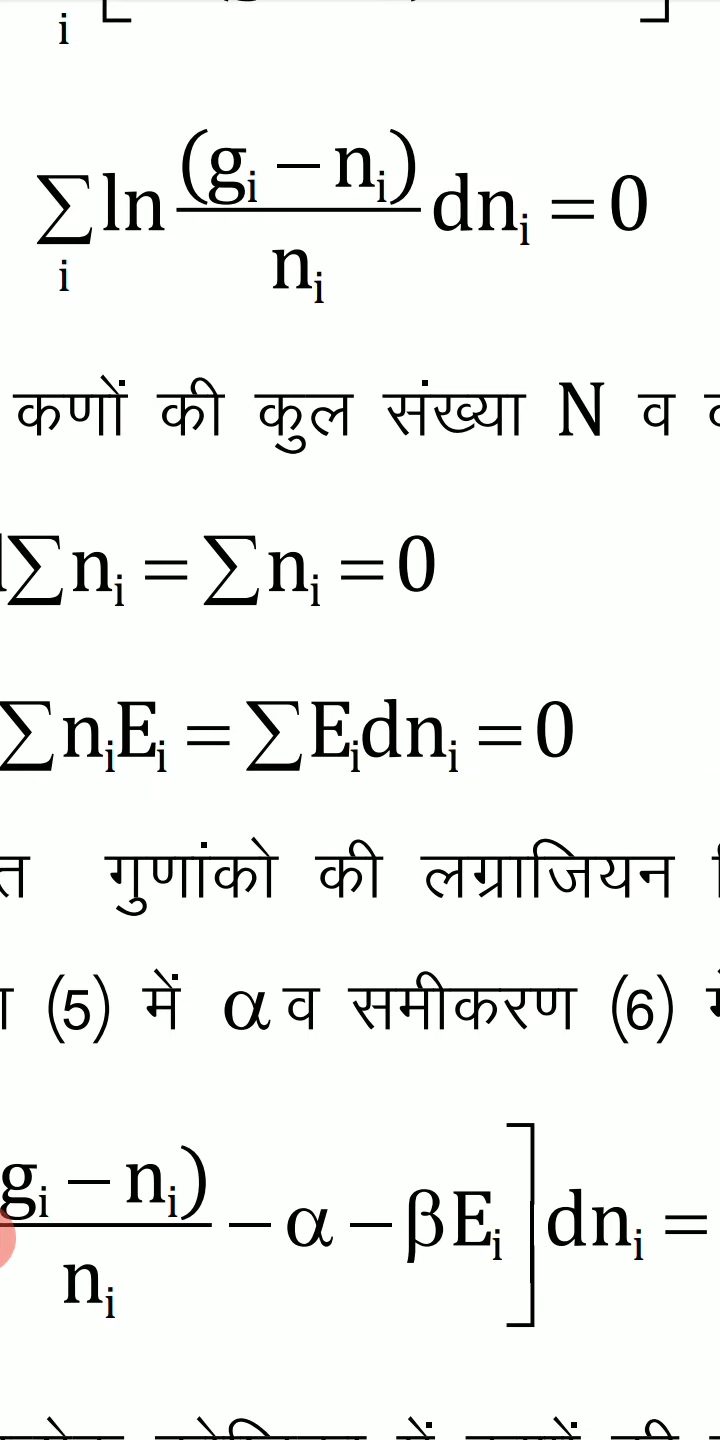 i
∑ln (gᵢ − nᵢ)/nᵢ dnᵢ = 0
i
कणों की कुल संख्या N व
∑nᵢ = ∑nᵢ = 0
∑nᵢEᵢ = ∑Eᵢdnᵢ = 0
गुणांको की लग्राजियन
(5) में α व समीकरण (6)
gᵢ − nᵢ)/nᵢ − α − βEᵢ]dnᵢ =